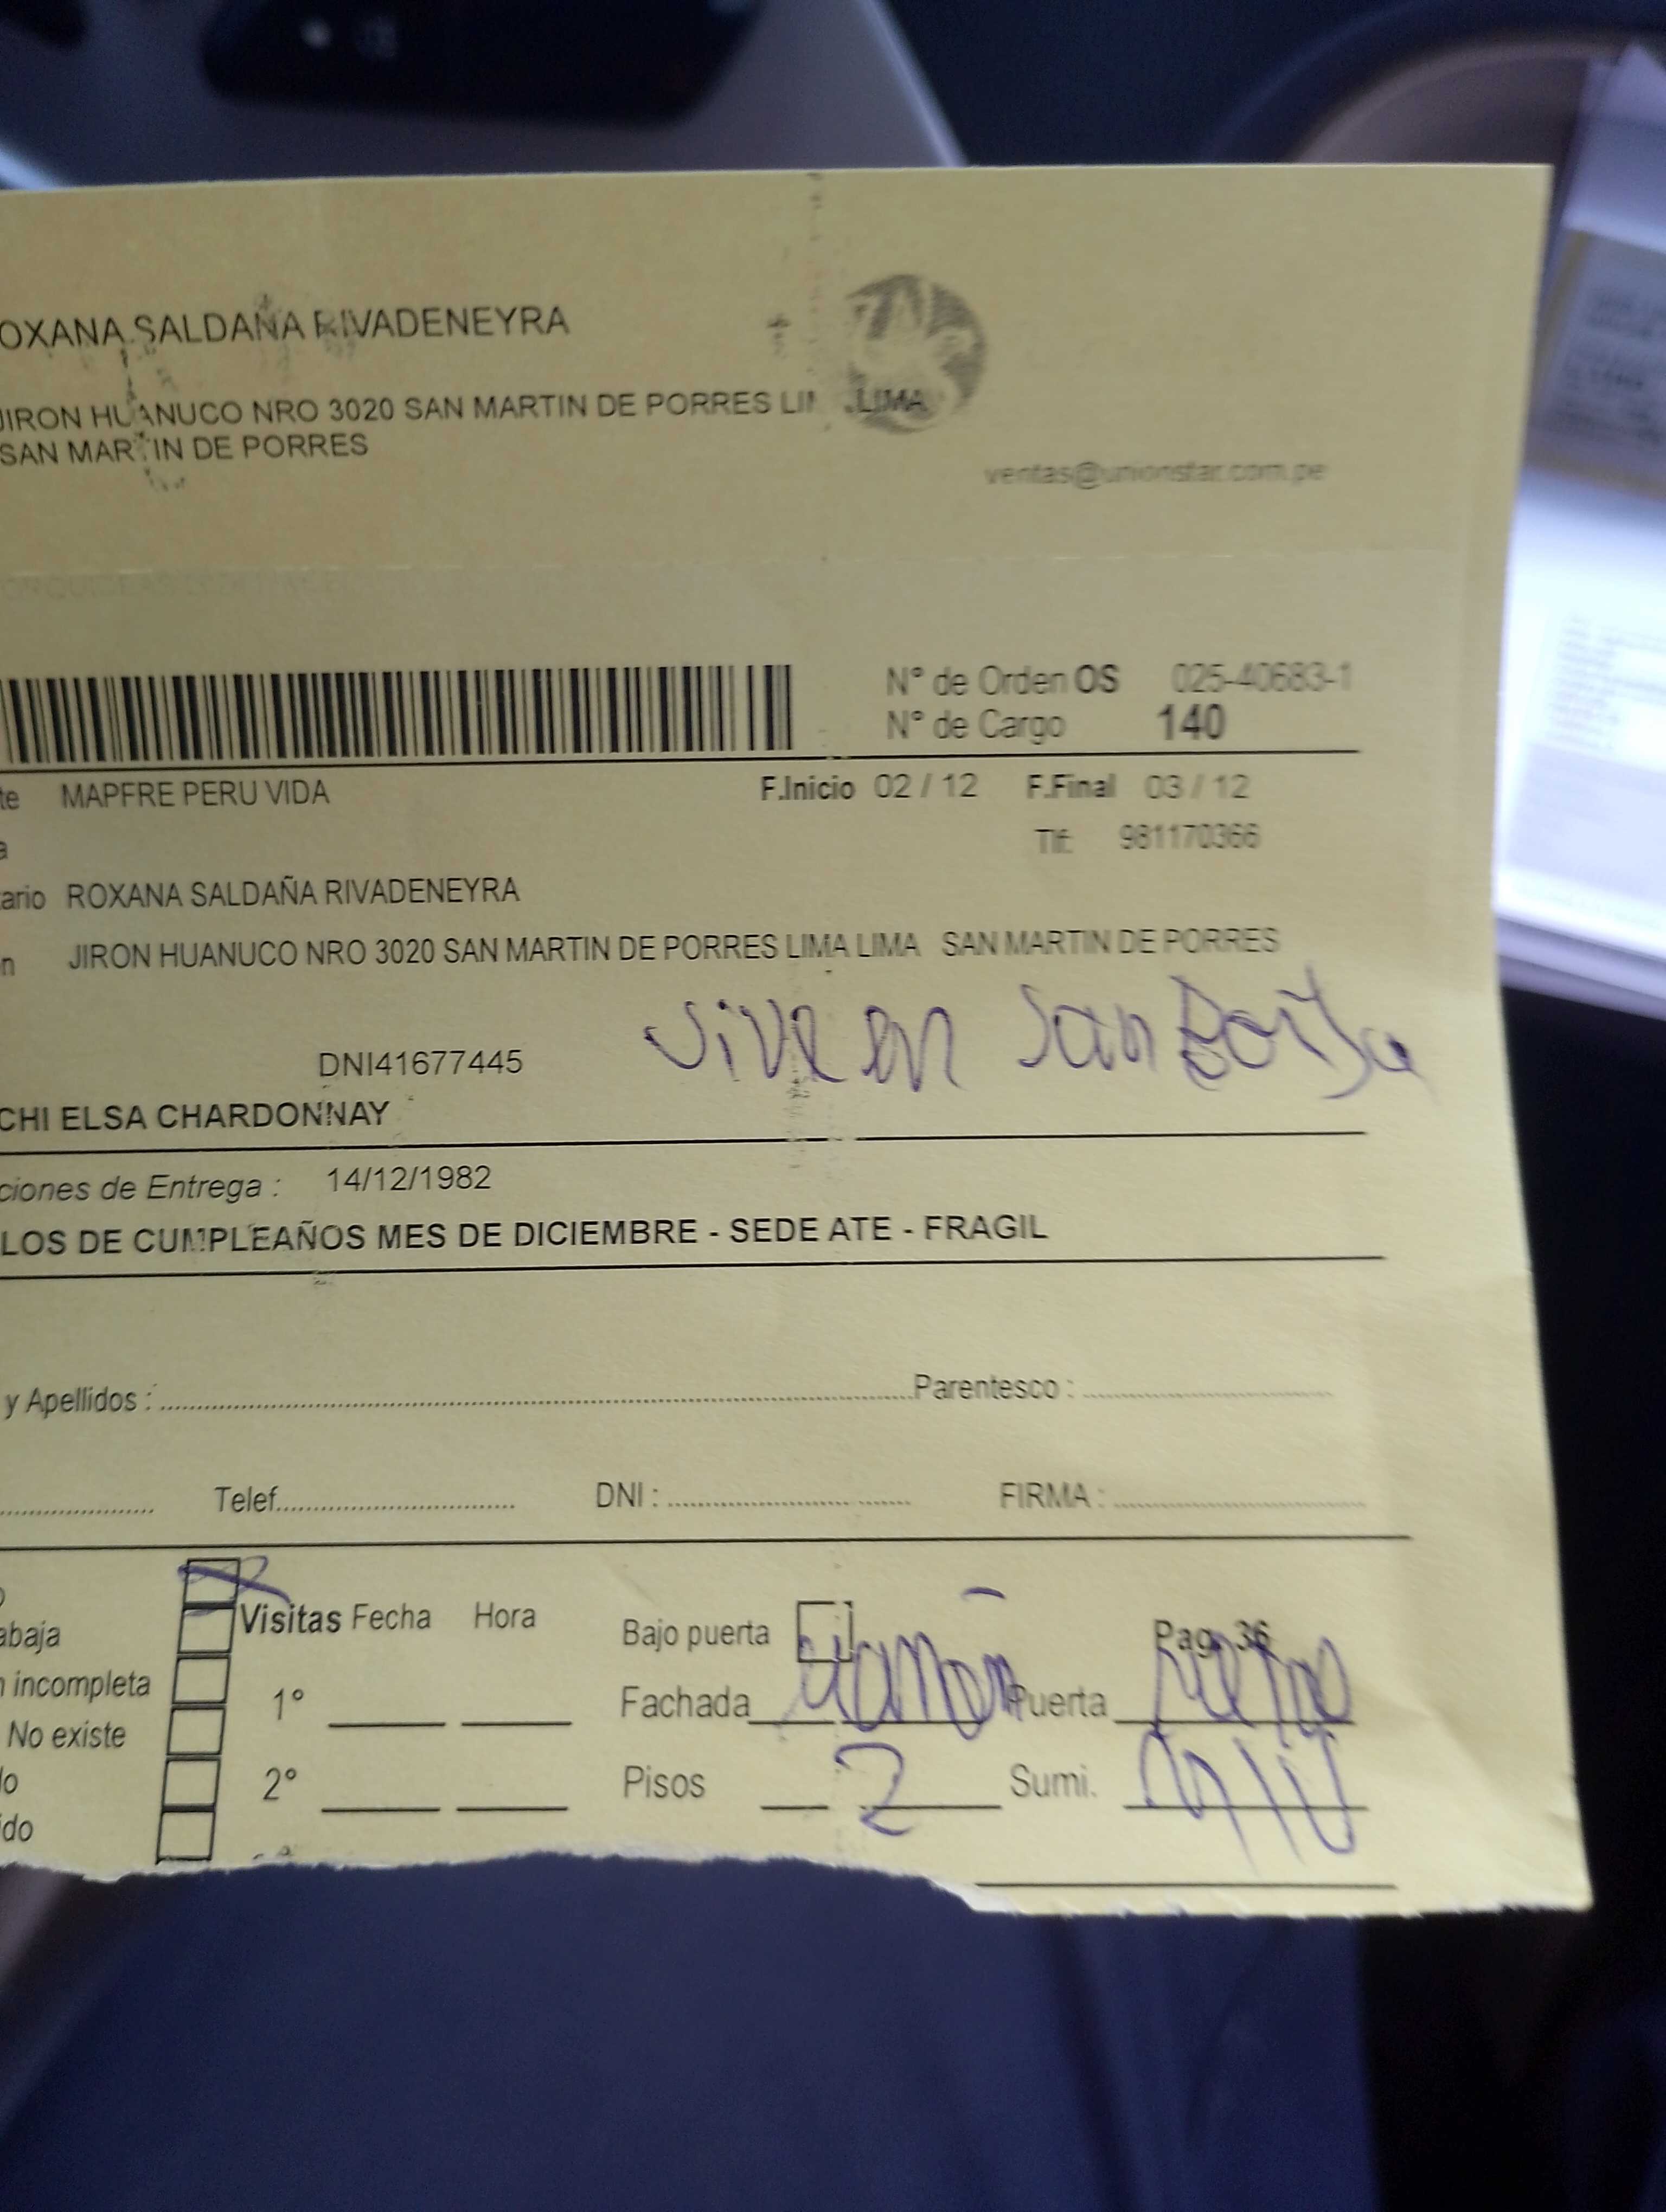 OXANA SALDAÑA RIVADENEYRA
JIRON HUANUCO NRO 3020 SAN MARTIN DE PORRES LIM LIMA
SAN MARTIN DE PORRES
ventas@unionstar.com.pe
N° de Orden OS 025-40683-1
N° de Cargo 140
te MAPFRE PERU VIDA F.Inicio 02 / 12 F.Final 03 / 12
a Tlf: 981170366
tario ROXANA SALDAÑA RIVADENEYRA
n JIRON HUANUCO NRO 3020 SAN MARTIN DE PORRES LIMA LIMA SAN MARTIN DE PORRES
vive en San Borja
DNI41677445
CHI ELSA CHARDONNAY
ciones de Entrega : 14/12/1982
LOS DE CUMPLEAÑOS MES DE DICIEMBRE - SEDE ATE - FRAGIL
y Apellidos : Parentesco :
Telef. DNI : FIRMA :
o
abaja Visitas Fecha Hora Bajo puerta Pag. 36
n incompleta 1° Fachada Puerta
No existe
lo 2° Pisos 2 Sumi.
ido